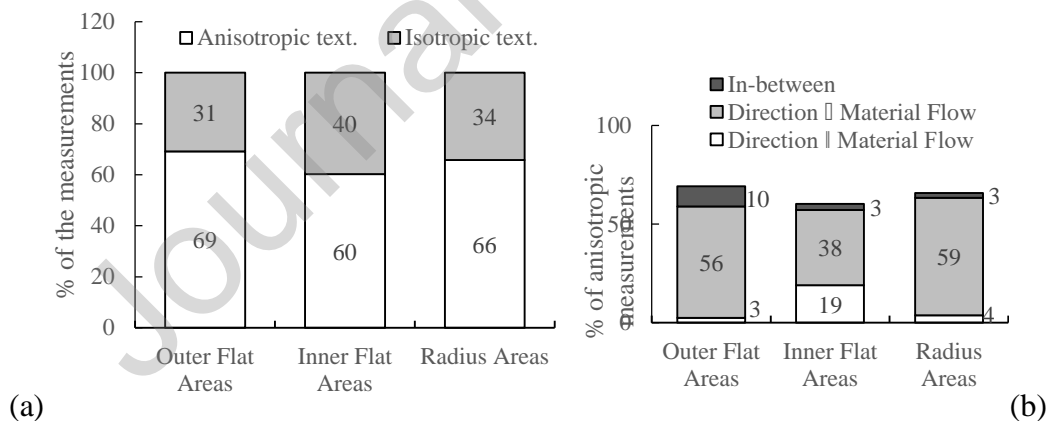 120
100
80
60
40
20
0
% of the measurements
Anisotropic text.
Isotropic text.
31
40
34
69
60
66
Outer Flat Areas
Inner Flat Areas
Radius Areas
(a)
In-between
Direction ▯ Material Flow
Direction ‖ Material Flow
100
50
0
% of anisotropic
measurements
10
3
3
56
38
59
3
19
4
Outer Flat
Areas
Inner Flat
Areas
Radius
Areas
(b)
Journal